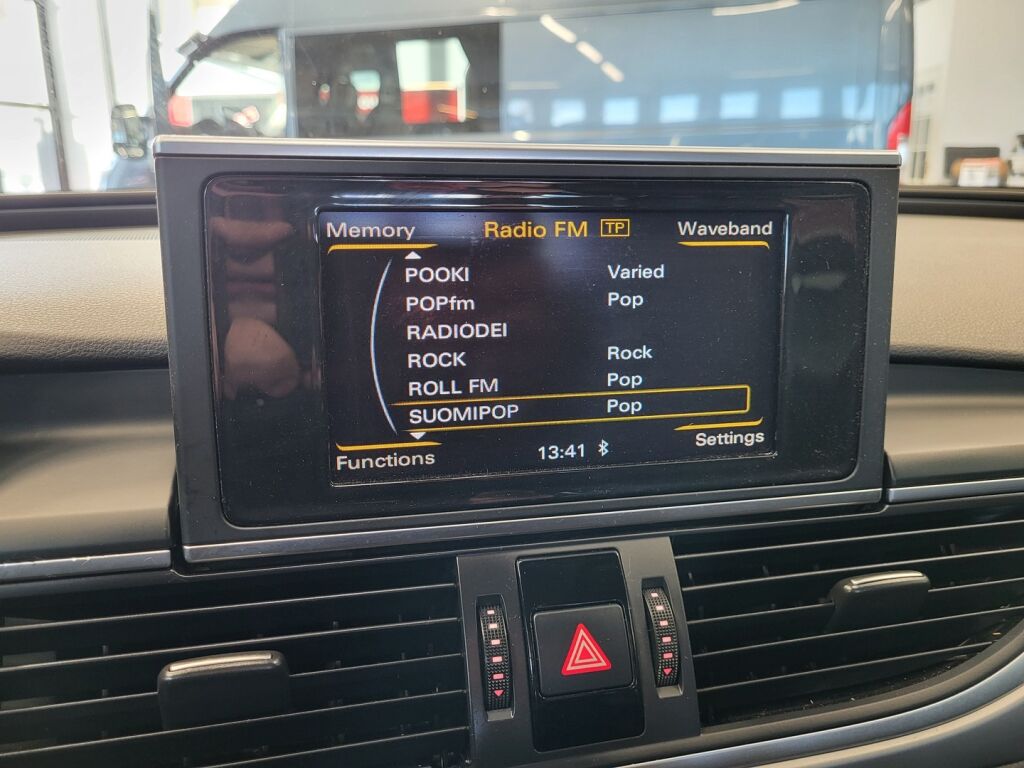 Memory Radio FM TP Waveband
POOKI Varied
POPfm Pop
RADIODEI
ROCK Rock
ROLL FM Pop
SUOMIPOP Pop
Functions 13:41 Settings